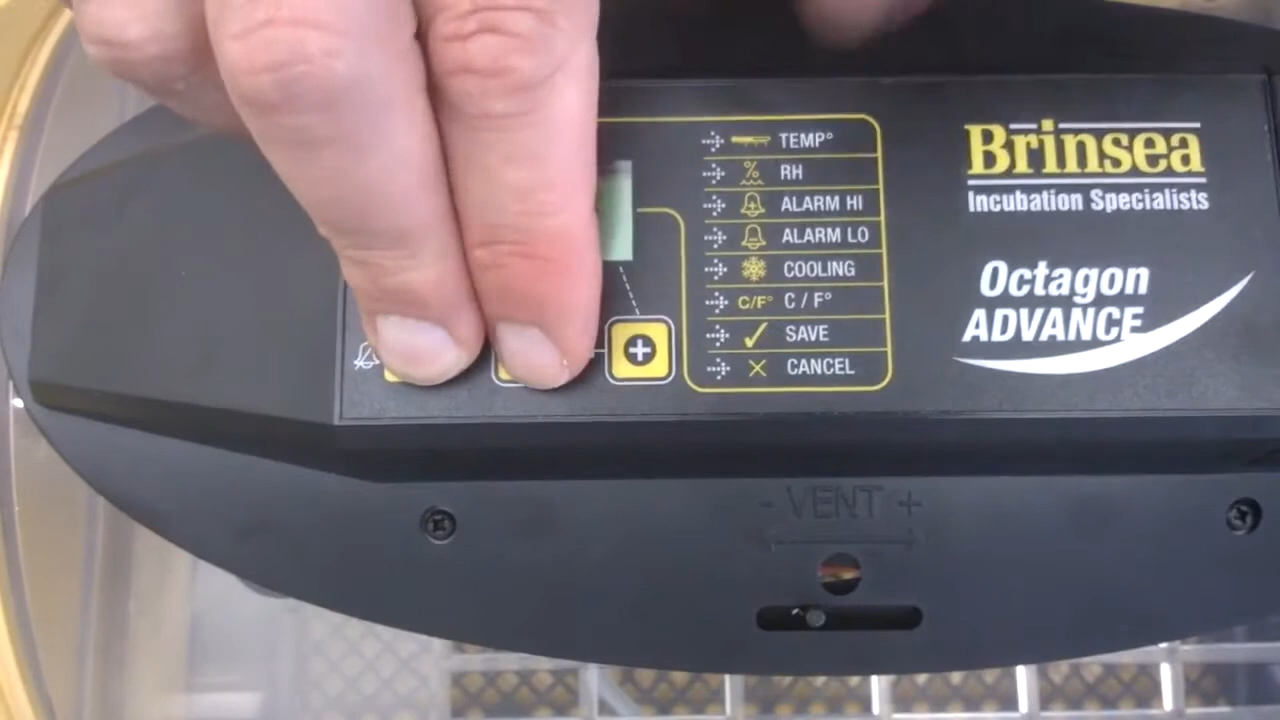 TEMP°
% RH
ALARM HI
ALARM LO
COOLING
C/F° C / F°
SAVE
CANCEL
+
Brinsea
Incubation Specialists
Octagon
ADVANCE
- VENT +